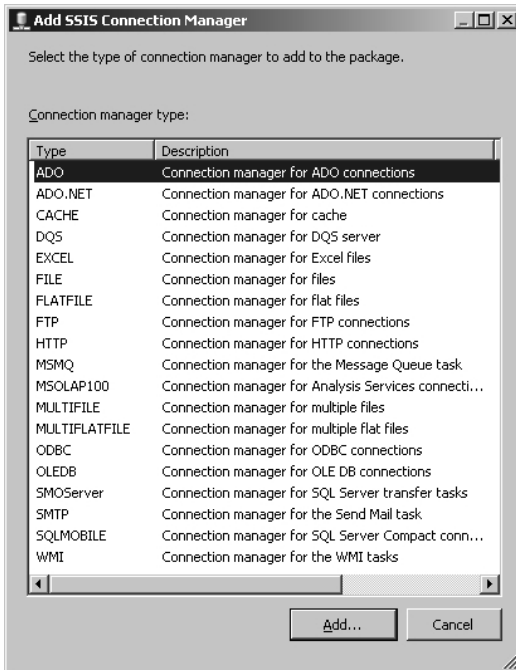 Add SSIS Connection Manager
Select the type of connection manager to add to the package.
Connection manager type:
Type Description
ADO Connection manager for ADO connections
ADO.NET Connection manager for ADO.NET connections
CACHE Connection manager for cache
DQS Connection manager for DQS server
EXCEL Connection manager for Excel files
FILE Connection manager for files
FLATFILE Connection manager for flat files
FTP Connection manager for FTP connections
HTTP Connection manager for HTTP connections
MSMQ Connection manager for the Message Queue task
MSOLAP100 Connection manager for Analysis Services connecti...
MULTIFILE Connection manager for multiple files
MULTIFLATFILE Connection manager for multiple flat files
ODBC Connection manager for ODBC connections
OLEDB Connection manager for OLE DB connections
SMOServer Connection manager for SQL Server transfer tasks
SMTP Connection manager for the Send Mail task
SQLMOBILE Connection manager for SQL Server Compact conn...
WMI Connection manager for the WMI tasks
Add... Cancel